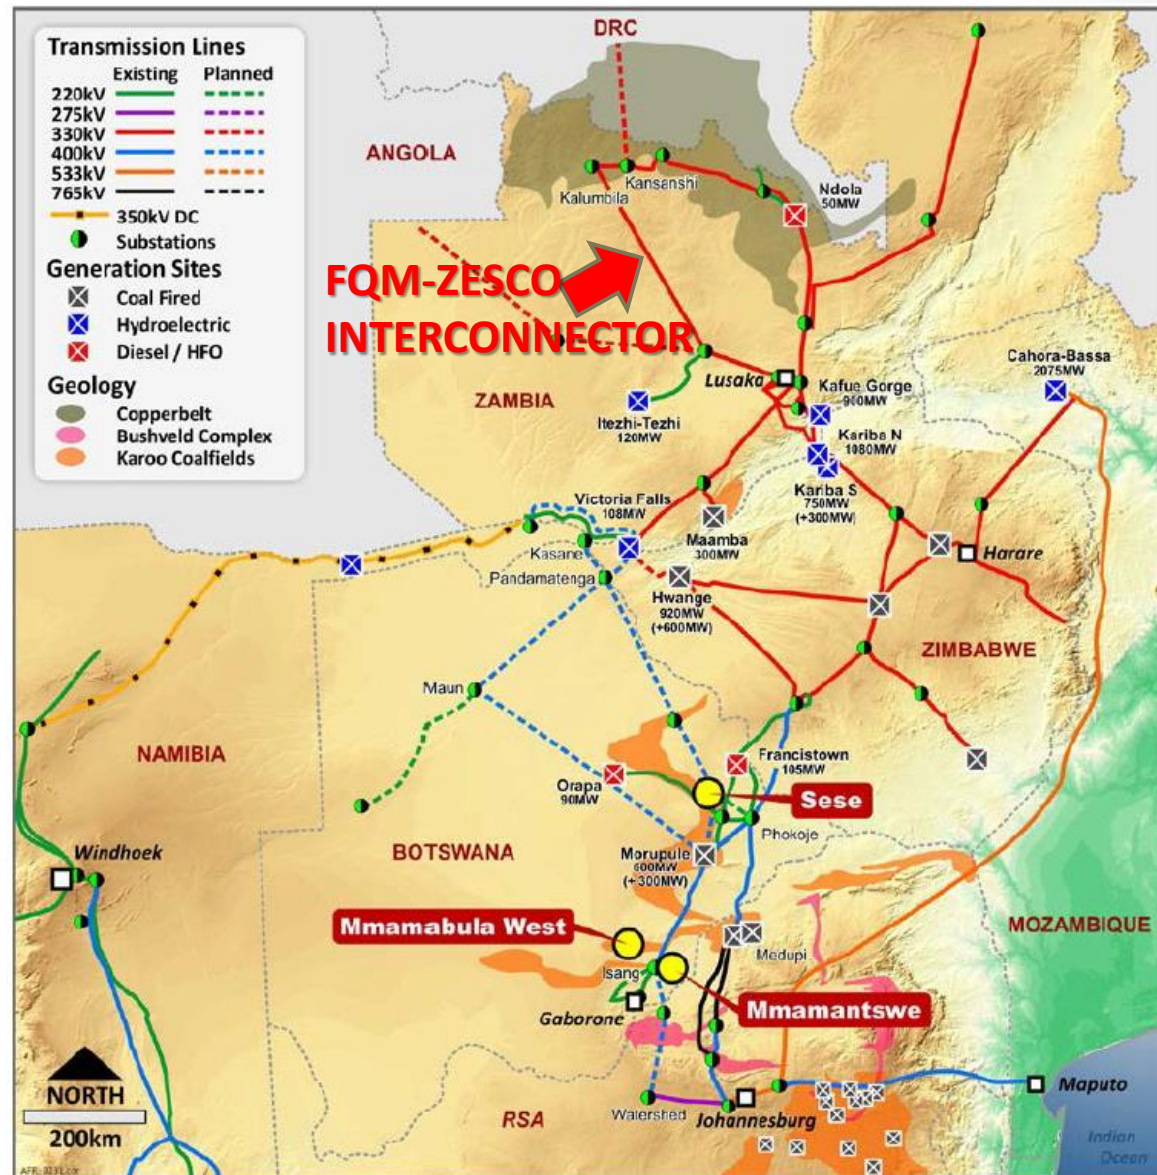 Transmission Lines
Existing Planned
220kV
275kV
330kV
400kV
533kV
765kV
350kV DC
Substations
Generation Sites
Coal Fired
Hydroelectric
Diesel / HFO
Geology
Copperbelt
Bushveld Complex
Karoo Coalfields
DRC
ANGOLA
Kalumbila
Kansanshi
Ndola
50MW
FQM-ZESCO
INTERCONNECTOR
Lusaka
ZAMBIA
Itezhi-Tezhi
120MW
Kafue Gorge
900MW
Cahora-Bassa
2075MW
Kariba N
1080MW
Kariba S
750MW
(+300MW)
Victoria Falls
108MW
Maamba
300MW
Harare
Kasane
Pandamatenga
Hwange
920MW
(+600MW)
ZIMBABWE
Maun
NAMIBIA
Francistown
105MW
Orapa
90MW
Sese
Phokoje
Windhoek
BOTSWANA
Morupule
600MW
(+300MW)
Mmamabula West
MOZAMBIQUE
Medupi
Isang
Gaborone
Mmamantswe
NORTH
200km
RSA
Watershed
Johannesburg
Maputo
Indian
Ocean